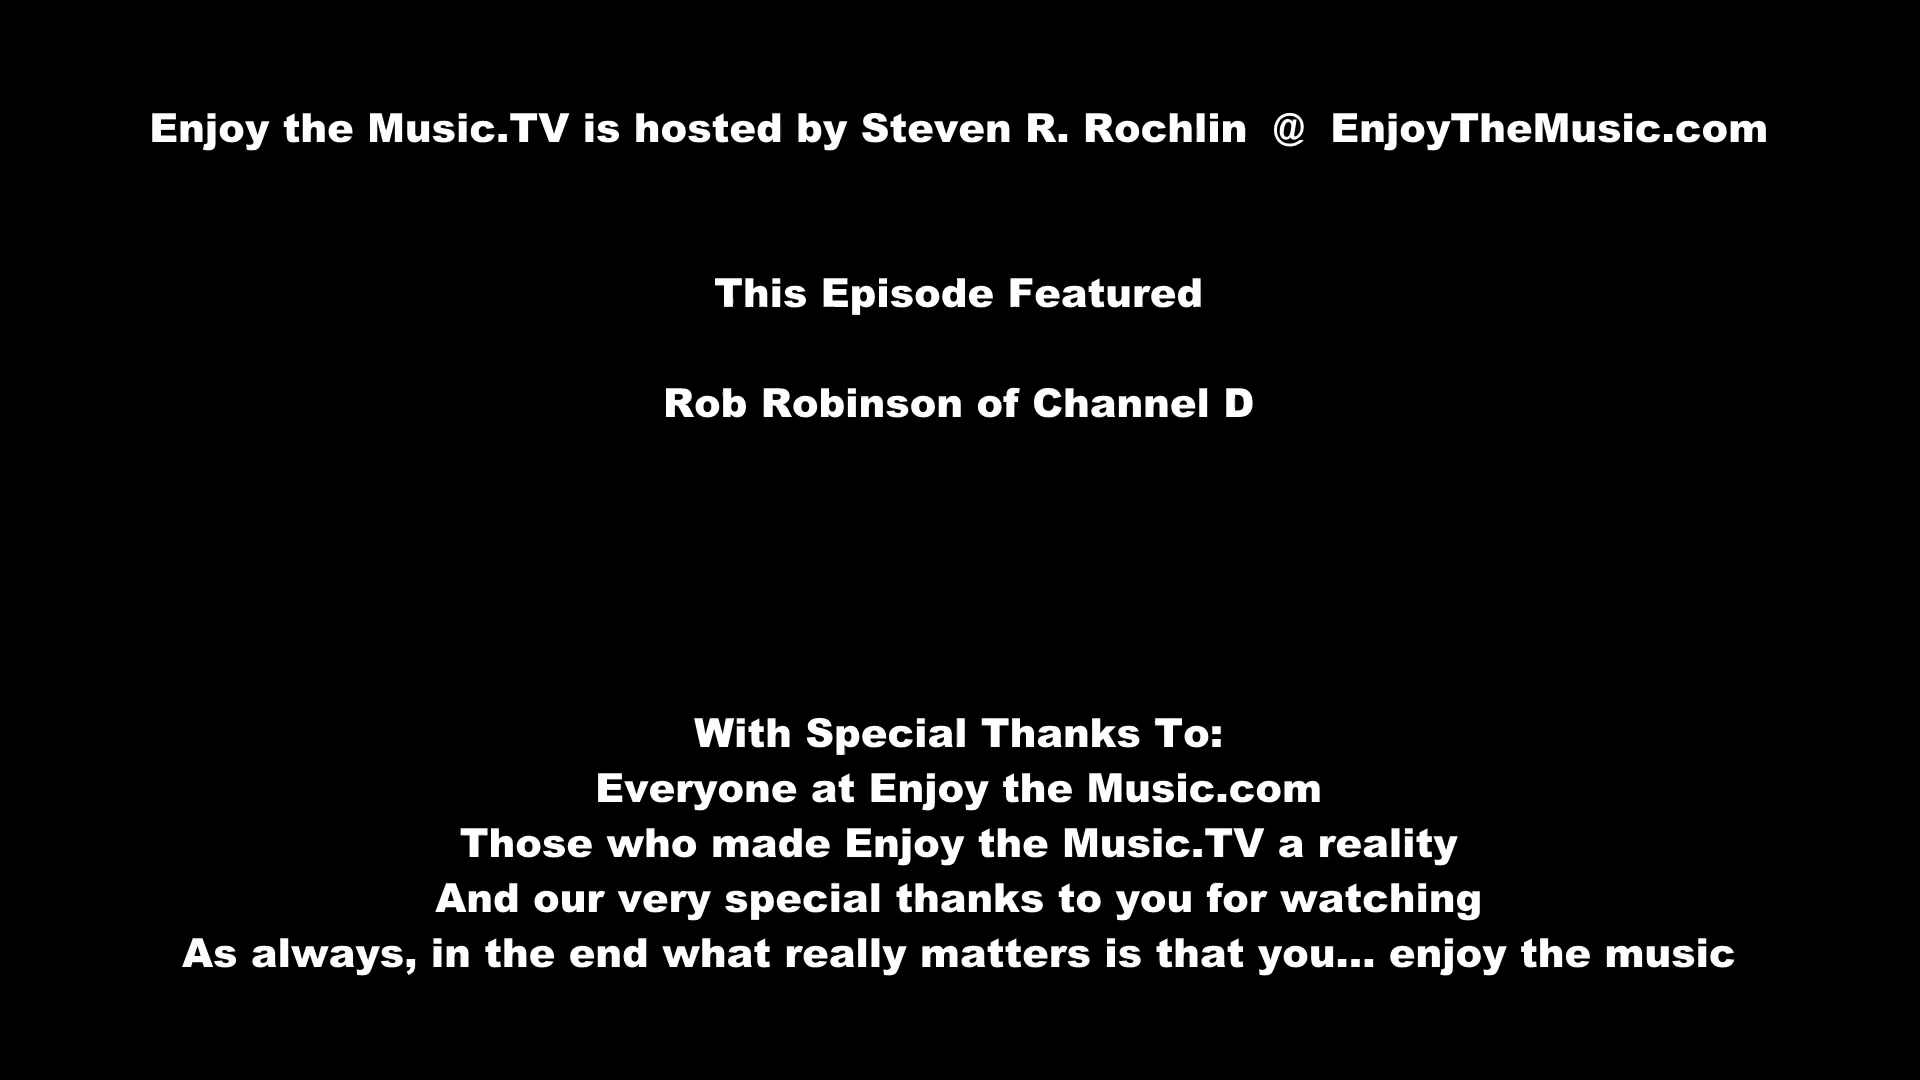 Enjoy the Music.TV is hosted by Steven R. Rochlin @ EnjoyTheMusic.com
This Episode Featured
Rob Robinson of Channel D
With Special Thanks To:
Everyone at Enjoy the Music.com
Those who made Enjoy the Music.TV a reality
And our very special thanks to you for watching
As always, in the end what really matters is that you... enjoy the music